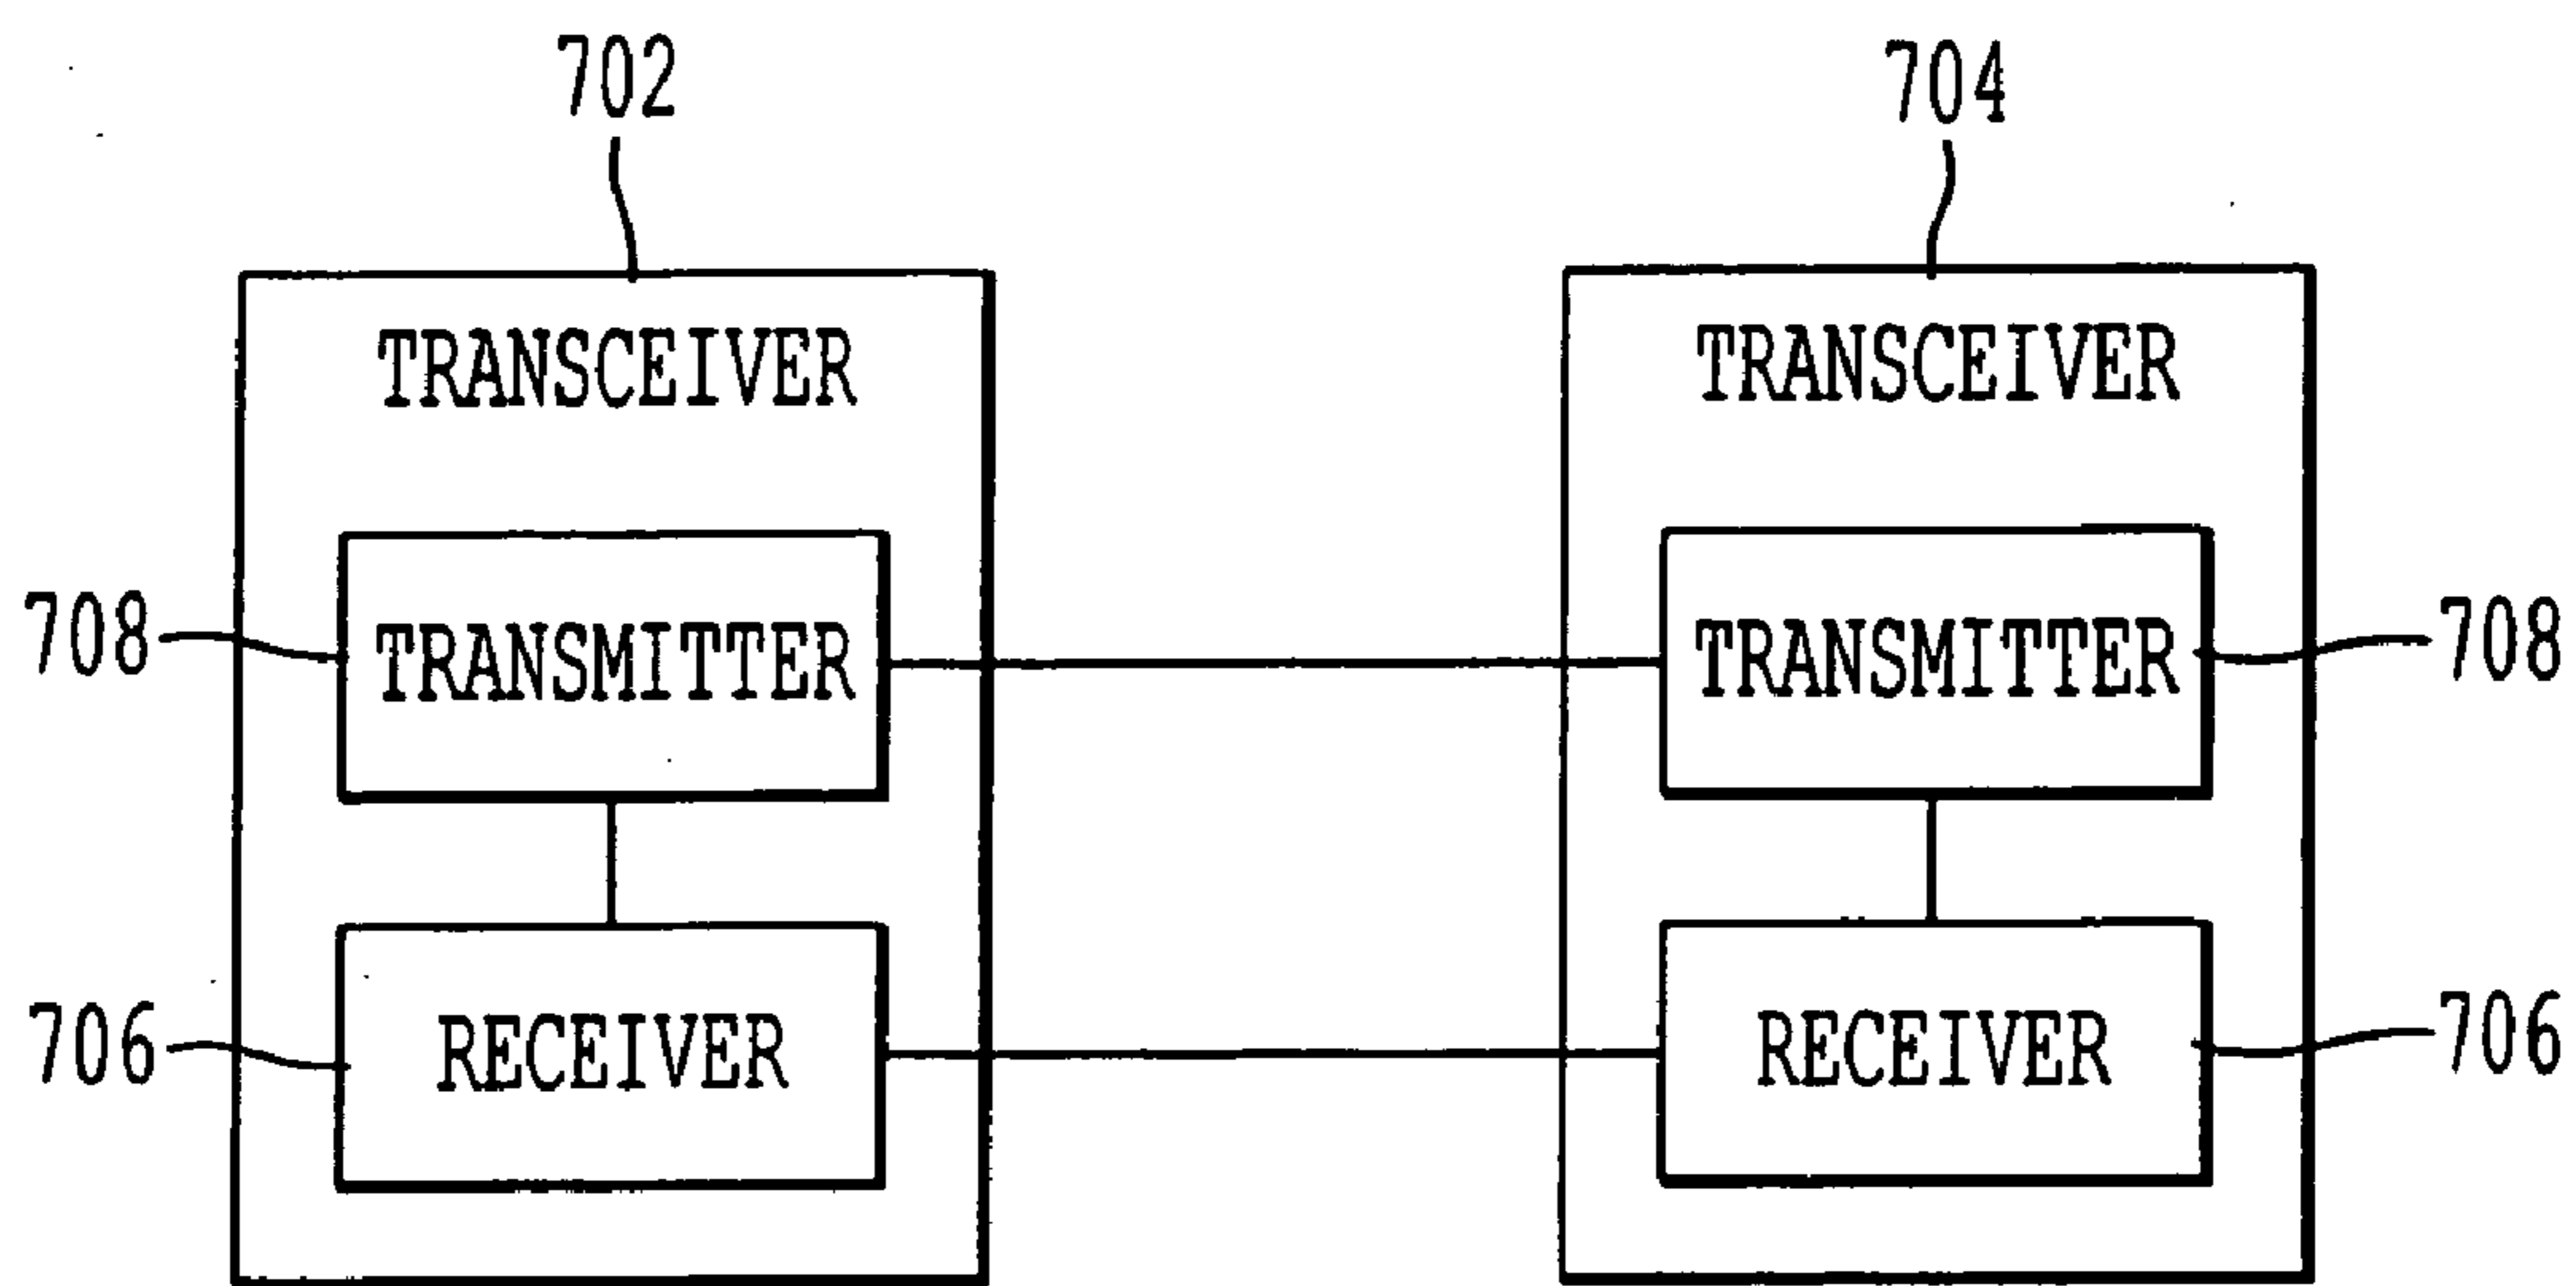 702
704
TRANSCEIVER
TRANSCEIVER
708
TRANSMITTER
TRANSMITTER
708
706
RECEIVER
RECEIVER
706